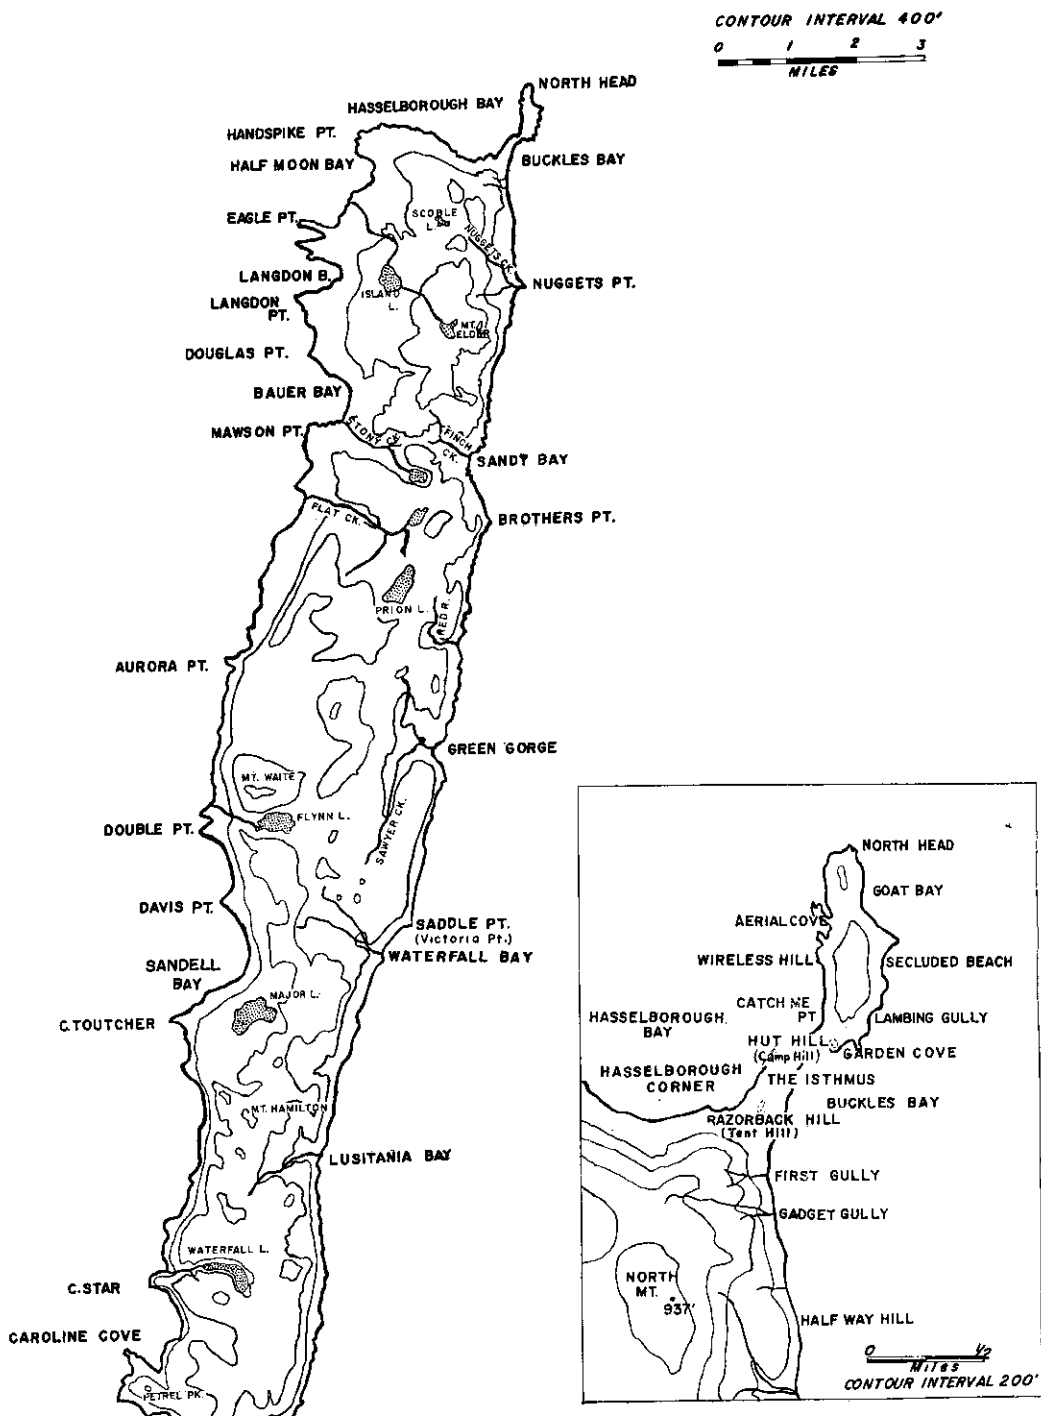 CONTOUR INTERVAL 400'
0 1 2 3
MILES
NORTH HEAD
HASSELBOROUGH BAY
HANDSPIKE PT.
BUCKLES BAY
HALF MOON BAY
SCOBLE
L.
EAGLE PT.
NUGGETS CK.
LANGDON B.
NUGGETS PT.
ISLAND
L.
LANGDON
PT.
MT.
ELDER
DOUGLAS PT.
BAUER BAY
STONY CK.
FINCH
CK.
MAWSON PT.
SANDY BAY
FLAT CK.
BROTHERS PT.
PRION L.
RED R.
AURORA PT.
GREEN GORGE
MT. WAITE
FLYNN L.
DOUBLE PT.
SAWYER CK.
DAVIS PT.
SADDLE PT.
(Victoria Pt.)
WATERFALL BAY
SANDELL
BAY
MAJOR L.
C. TOUTCHER
MT. HAMILTON
LUSITANIA BAY
WATERFALL L.
C. STAR
CAROLINE COVE
PETREL PK.
NORTH HEAD
GOAT BAY
AERIAL COVE
WIRELESS HILL
SECLUDED BEACH
CATCH ME
PT
LAMBING GULLY
HASSELBOROUGH
BAY
HUT HILL
(Camp Hill)
GARDEN COVE
HASSELBOROUGH
CORNER
THE ISTHMUS
BUCKLES BAY
RAZORBACK HILL
(Tent Hill)
FIRST GULLY
GADGET GULLY
NORTH
MT.
937'
HALF WAY HILL
0 1/2
Miles
CONTOUR INTERVAL 200'